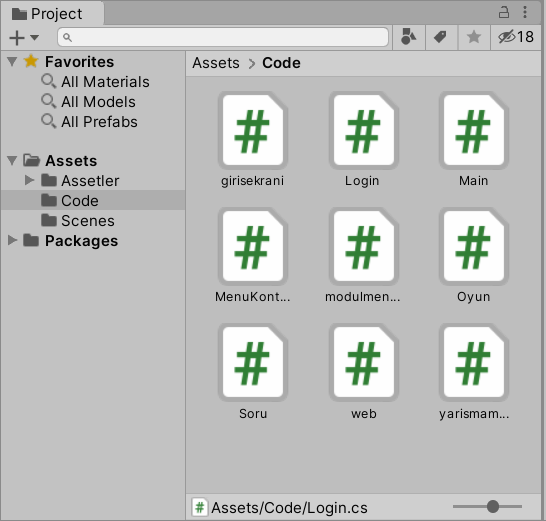 Project
18
Favorites
All Materials
All Models
All Prefabs
Assets
Assetler
Code
Scenes
Packages
Assets > Code
girisekrani Login Main
MenuKont... modulmen... Oyun
Soru web yarismam...
Assets/Code/Login.cs